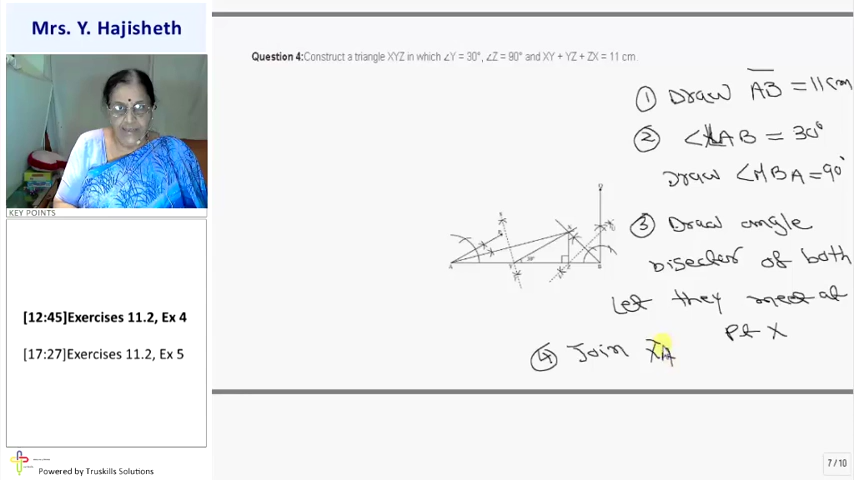 Mrs. Y. Hajisheth
KEY POINTS
[12:45]Exercises 11.2, Ex 4
[17:27]Exercises 11.2, Ex 5
Powered by Truskills Solutions
Question 4:Construct a triangle XYZ in which ∠Y = 30°, ∠Z = 90° and XY + YZ + ZX = 11 cm.
① Draw AB = 11cm
② ∠LAB = 30°
Draw ∠MBA = 90°
③ Draw angle
bisector of both
Let they meet at
Pt X
④ Join XA
7 / 10